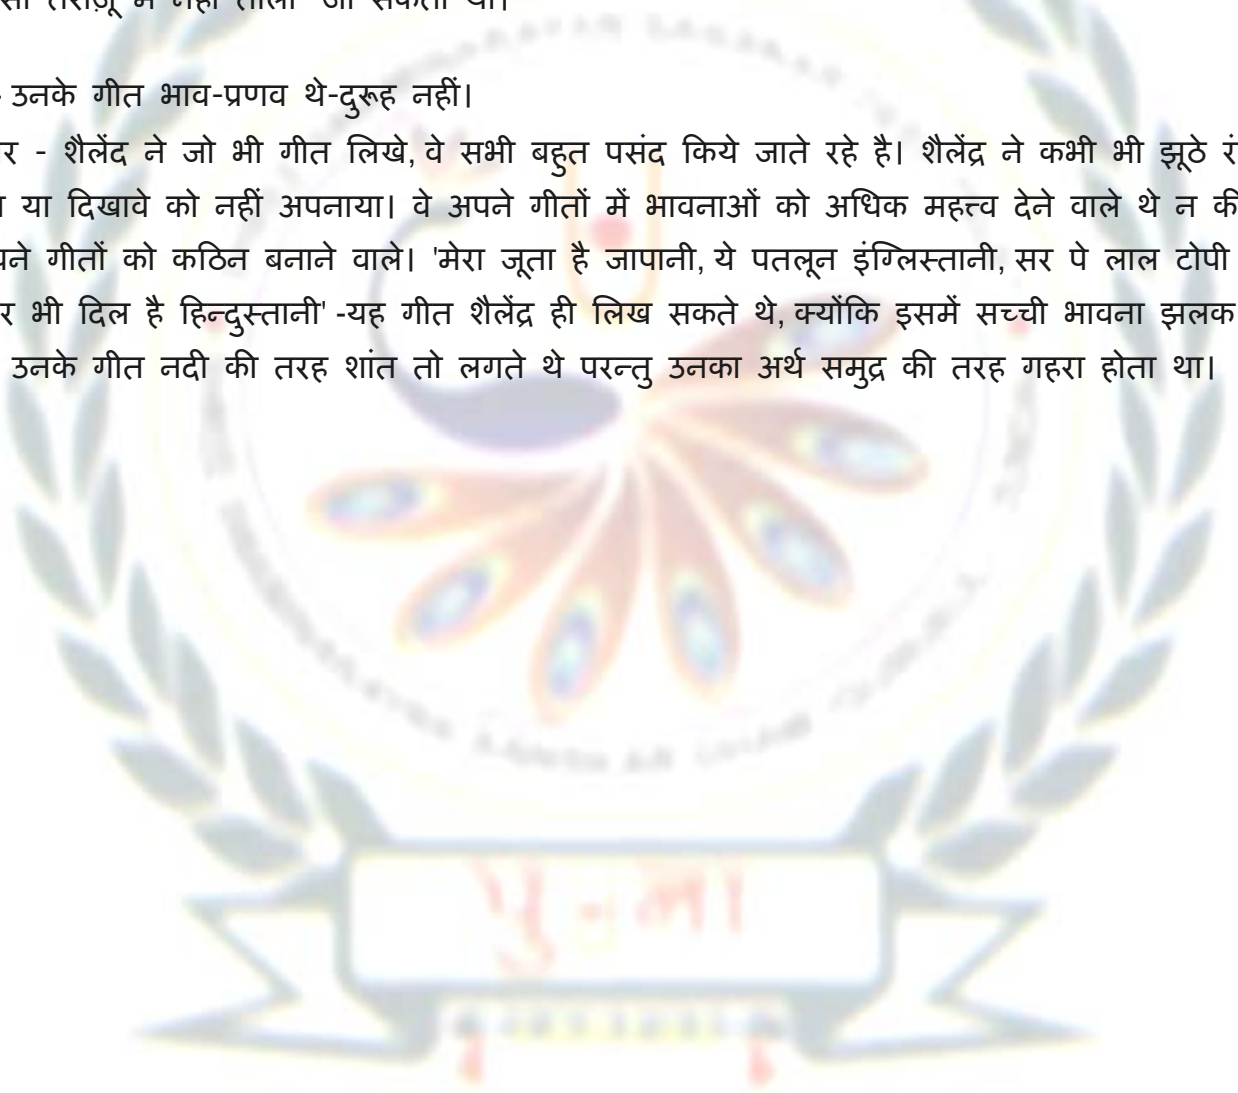 उनके गीत भाव-प्रणव थे-दुरूह नहीं।
र - शैलेंद ने जो भी गीत लिखे, वे सभी बहुत पसंद किये जाते रहे है। शैलेंद्र ने कभी भी झूठे रं
या दिखावे को नहीं अपनाया। वे अपने गीतों में भावनाओं को अधिक महत्त्व देने वाले थे न की
ने गीतों को कठिन बनाने वाले। 'मेरा जूता है जापानी, ये पतलून इंग्लिस्तानी, सर पे लाल टोपी
र भी दिल है हिन्दुस्तानी' -यह गीत शैलेंद्र ही लिख सकते थे, क्योंकि इसमें सच्ची भावना झलक
उनके गीत नदी की तरह शांत तो लगते थे परन्तु उनका अर्थ समुद्र की तरह गहरा होता था।